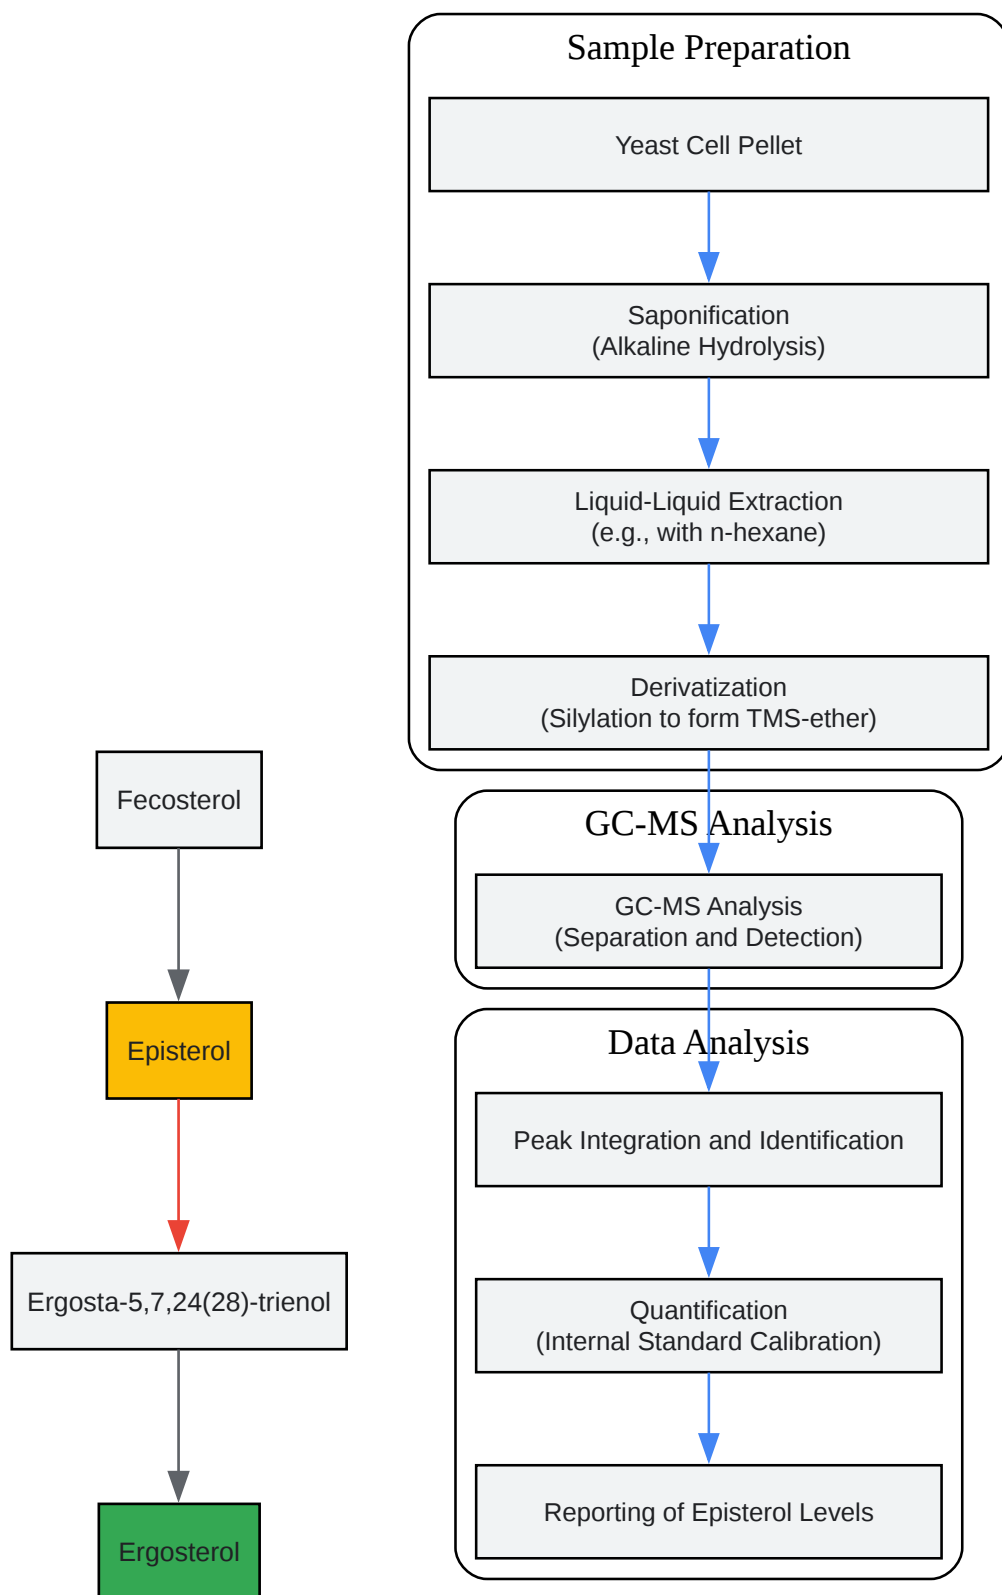 Sample Preparation
Yeast Cell Pellet
Saponification
(Alkaline Hydrolysis)
Liquid-Liquid Extraction
(e.g., with n-hexane)
Derivatization
(Silylation to form TMS-ether)
GC-MS Analysis
GC-MS Analysis
(Separation and Detection)
Data Analysis
Peak Integration and Identification
Quantification
(Internal Standard Calibration)
Reporting of Episterol Levels
Fecosterol
Episterol
Ergosta-5,7,24(28)-trienol
Ergosterol